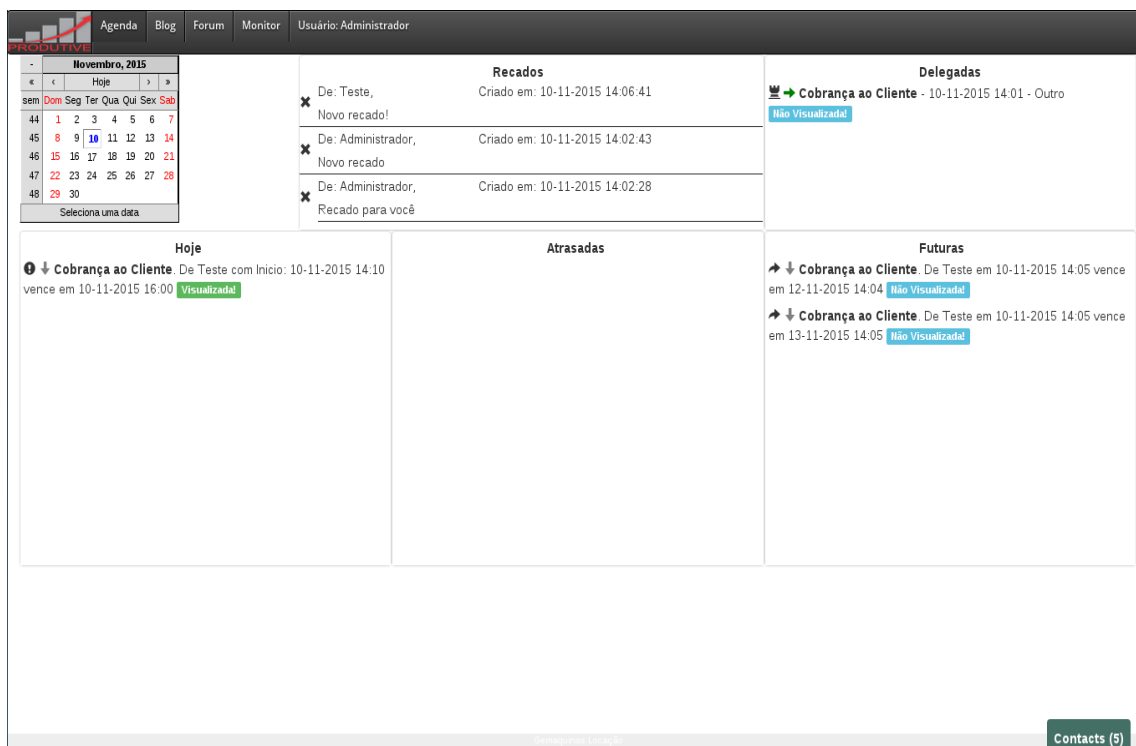 PRODUTIVE
Agenda Blog Forum Monitor Usuário: Administrador
- Novembro, 2015
« ‹ Hoje › »
sem Dom Seg Ter Qua Qui Sex Sab
44 1 2 3 4 5 6 7
45 8 9 10 11 12 13 14
46 15 16 17 18 19 20 21
47 22 23 24 25 26 27 28
48 29 30
Seleciona uma data
Recados
De: Teste, Criado em: 10-11-2015 14:06:41
Novo recado!
De: Administrador, Criado em: 10-11-2015 14:02:43
Novo recado
De: Administrador, Criado em: 10-11-2015 14:02:28
Recado para você
Delegadas
Cobrança ao Cliente - 10-11-2015 14:01 - Outro
Não Visualizada!
Hoje
Cobrança ao Cliente. De Teste com Inicio: 10-11-2015 14:10
vence em 10-11-2015 16:00 Visualizada!
Atrasadas
Futuras
Cobrança ao Cliente. De Teste em 10-11-2015 14:05 vence
em 12-11-2015 14:04 Não Visualizada!
Cobrança ao Cliente. De Teste em 10-11-2015 14:05 vence
em 13-11-2015 14:05 Não Visualizada!
Contacts (5)